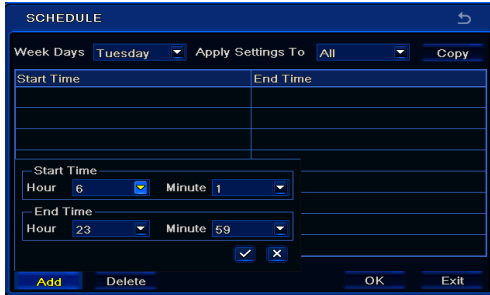 SCHEDULE
Week Days Tuesday Apply Settings To All Copy
Start Time End Time
Start Time
Hour 6 Minute 1
End Time
Hour 23 Minute 59
Add Delete OK Exit